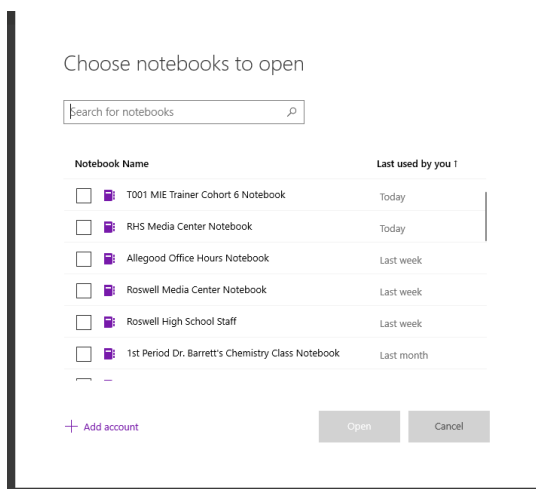 Choose notebooks to open
Search for notebooks
Notebook Name Last used by you ↑
T001 MIE Trainer Cohort 6 Notebook Today
RHS Media Center Notebook Today
Allegood Office Hours Notebook Last week
Roswell Media Center Notebook Last week
Roswell High School Staff Last week
1st Period Dr. Barrett's Chemistry Class Notebook Last month
+ Add account Open Cancel